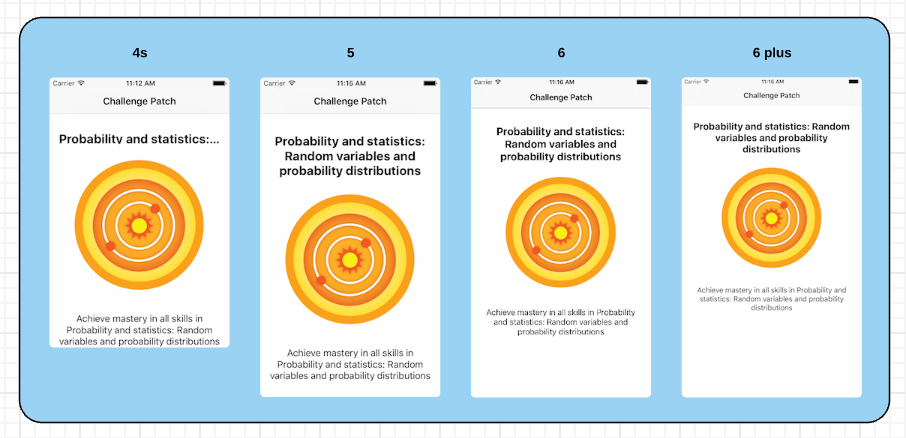 4s
5
6
6 plus
Carrier
11:12 AM
Challenge Patch
Probability and statistics:...
Achieve mastery in all skills in
Probability and statistics: Random
variables and probability distributions
Carrier
11:15 AM
Challenge Patch
Probability and statistics:
Random variables and
probability distributions
Achieve mastery in all skills in
Probability and statistics: Random
variables and probability distributions
Carrier
11:16 AM
Challenge Patch
Probability and statistics:
Random variables and
probability distributions
Achieve mastery in all skills in Probability
and statistics: Random variables and
probability distributions
Carrier
11:16 AM
Challenge Patch
Probability and statistics: Random
variables and probability
distributions
Achieve mastery in all skills in Probability and
statistics: Random variables and probability
distributions